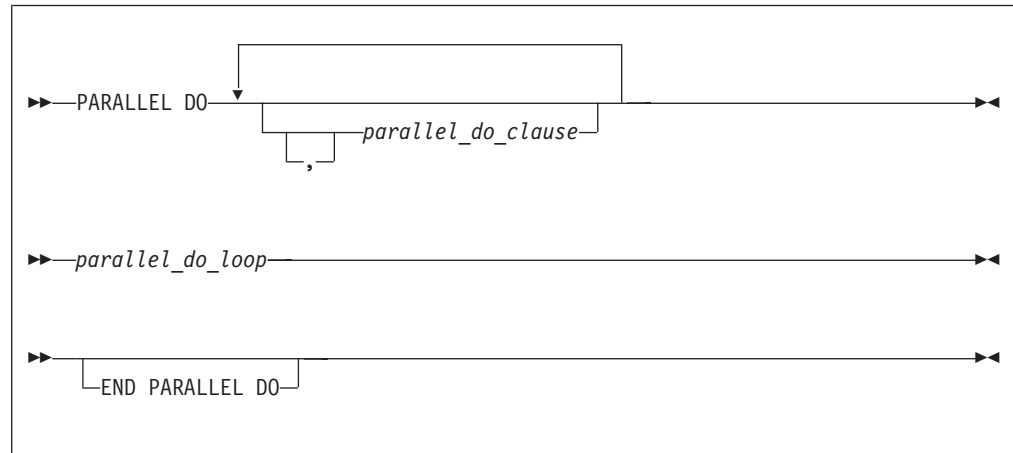 PARALLEL DO
parallel_do_clause
,
parallel_do_loop
END PARALLEL DO